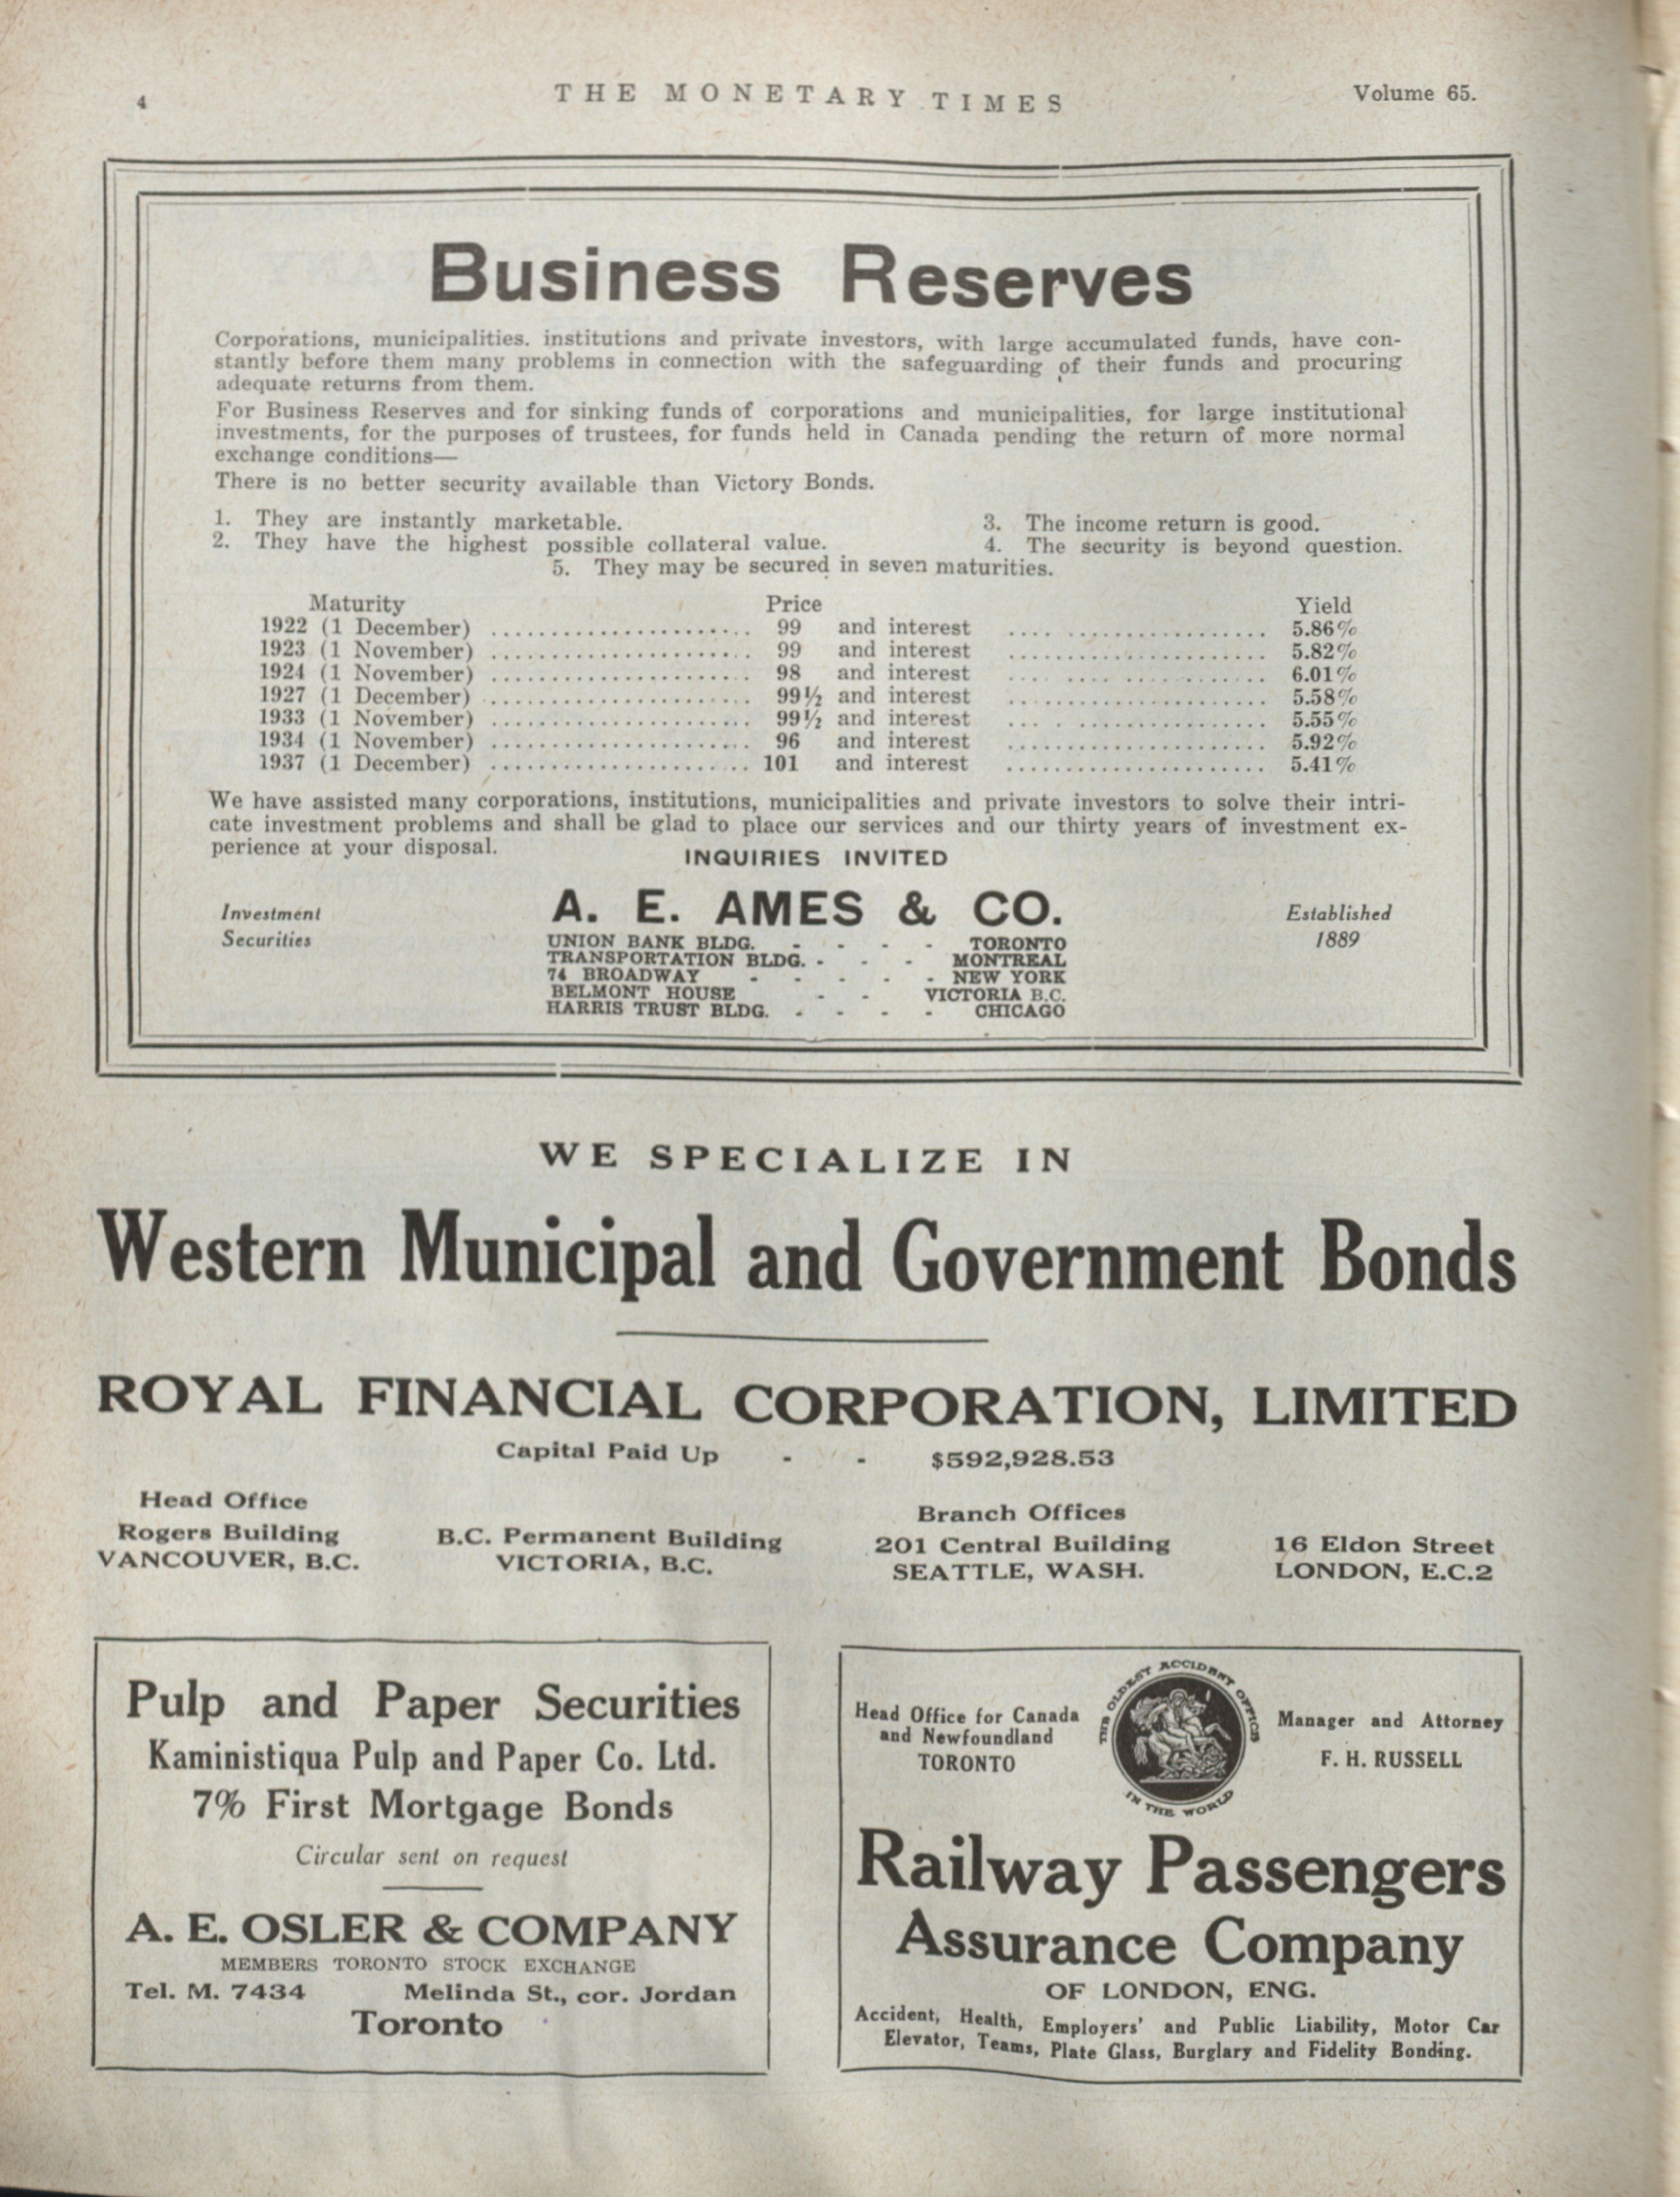 4
THE MONETARY TIMES
Volume 65.
Business Reserves
Corporations, municipalities. institutions and private investors, with large accumulated funds, have con-
stantly before them many problems in connection with the safeguarding of their funds and procuring
adequate returns from them.
For Business Reserves and for sinking funds of corporations and municipalities, for large institutional
investments, for the purposes of trustees, for funds held in Canada pending the return of more normal
exchange conditions—
There is no better security available than Victory Bonds.
1. They are instantly marketable.
2. They have the highest possible collateral value.
3. The income return is good.
4. The security is beyond question.
5. They may be secured in seven maturities.
Maturity Price Yield
1922 (1 December) ...................... 99 and interest ...................... 5.86%
1923 (1 November) ...................... 99 and interest ...................... 5.82%
1924 (1 November) ...................... 98 and interest ...................... 6.01%
1927 (1 December) ...................... 99½ and interest ...................... 5.58%
1933 (1 November) ...................... 99½ and interest ...................... 5.55%
1934 (1 November) ...................... 96 and interest ...................... 5.92%
1937 (1 December) ...................... 101 and interest ...................... 5.41%
We have assisted many corporations, institutions, municipalities and private investors to solve their intri-
cate investment problems and shall be glad to place our services and our thirty years of investment ex-
perience at your disposal.
INQUIRIES INVITED
Investment
Securities
A. E. AMES & CO.
Established
1889
UNION BANK BLDG. - - - - TORONTO
TRANSPORTATION BLDG. - - - MONTREAL
74 BROADWAY - - - - - NEW YORK
BELMONT HOUSE - - VICTORIA B.C.
HARRIS TRUST BLDG. - - - - CHICAGO
WE SPECIALIZE IN
Western Municipal and Government Bonds
ROYAL FINANCIAL CORPORATION, LIMITED
Capital Paid Up - - $592,928.53
Head Office
Rogers Building
VANCOUVER, B.C.
Branch Offices
B.C. Permanent Building
VICTORIA, B.C.
201 Central Building
SEATTLE, WASH.
16 Eldon Street
LONDON, E.C.2
Pulp and Paper Securities
Kaministiqua Pulp and Paper Co. Ltd.
7% First Mortgage Bonds
Circular sent on request
A. E. OSLER & COMPANY
MEMBERS TORONTO STOCK EXCHANGE
Tel. M. 7434 Melinda St., cor. Jordan
Toronto
Head Office for Canada
and Newfoundland
TORONTO
THE OLDEST ACCIDENT OFFICE
IN THE WORLD
Manager and Attorney
F. H. RUSSELL
Railway Passengers
Assurance Company
OF LONDON, ENG.
Accident, Health, Employers' and Public Liability, Motor Car
Elevator, Teams, Plate Glass, Burglary and Fidelity Bonding.